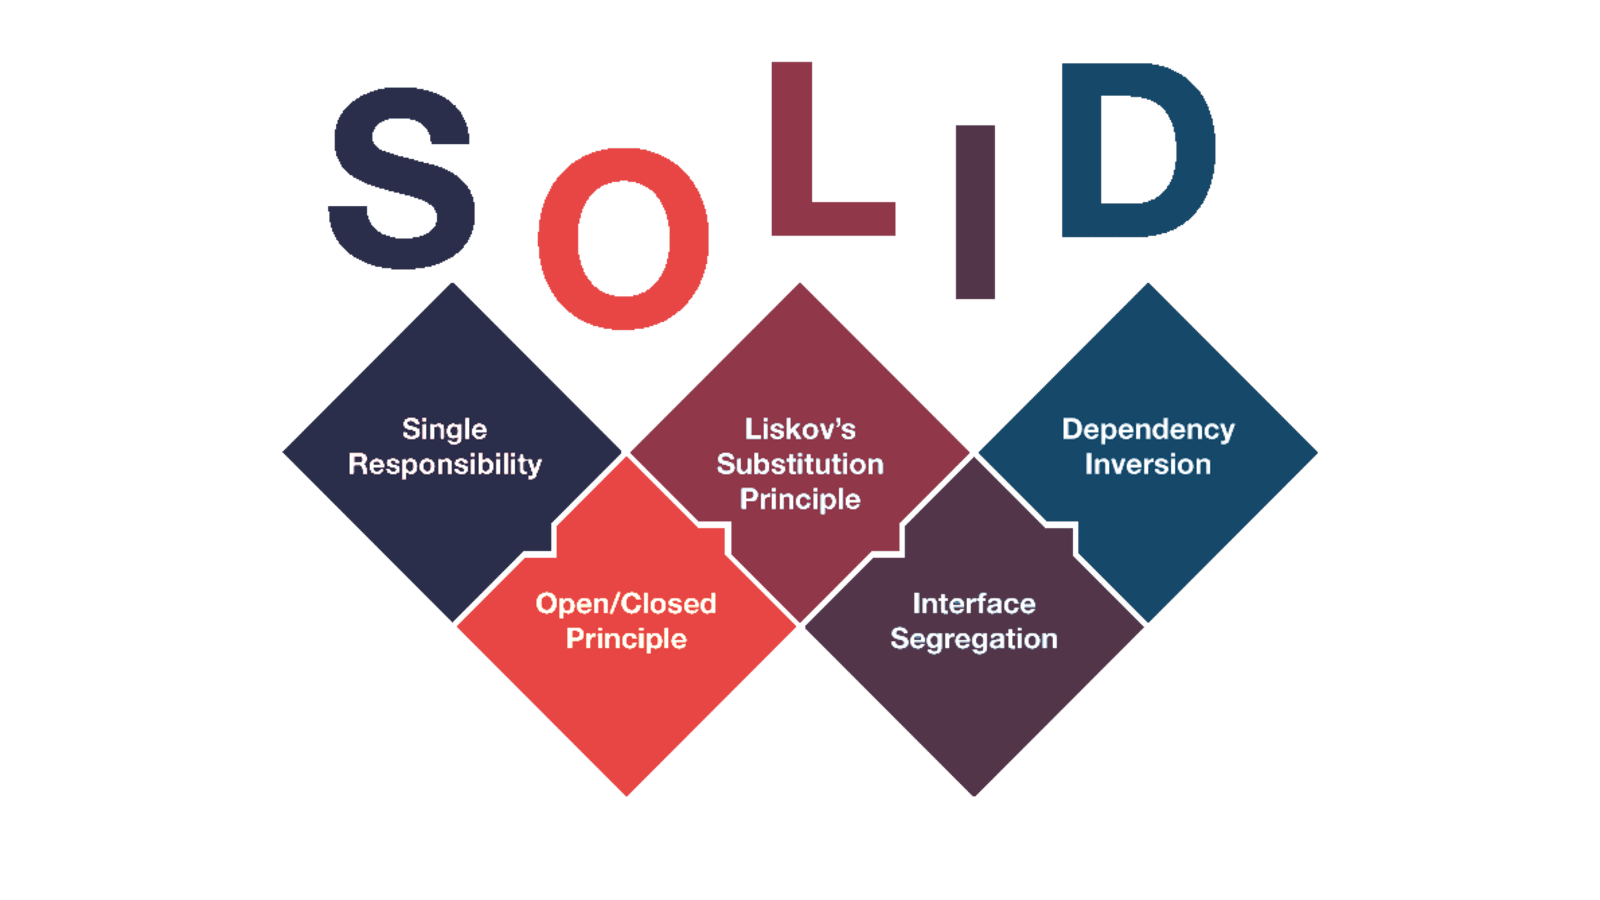 SOLID
Single
Responsibility
Liskov's
Substitution
Principle
Dependency
Inversion
Open/Closed
Principle
Interface
Segregation